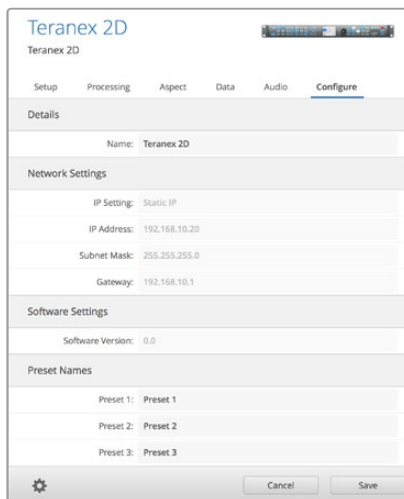 Teranex 2D
Teranex 2D
Setup Processing Aspect Data Audio Configure
Details
Name: Teranex 2D
Network Settings
IP Setting: Static IP
IP Address: 192.168.10.20
Subnet Mask: 255.255.255.0
Gateway: 192.168.10.1
Software Settings
Software Version: 0.0
Preset Names
Preset 1: Preset 1
Preset 2: Preset 2
Preset 3: Preset 3
Cancel Save